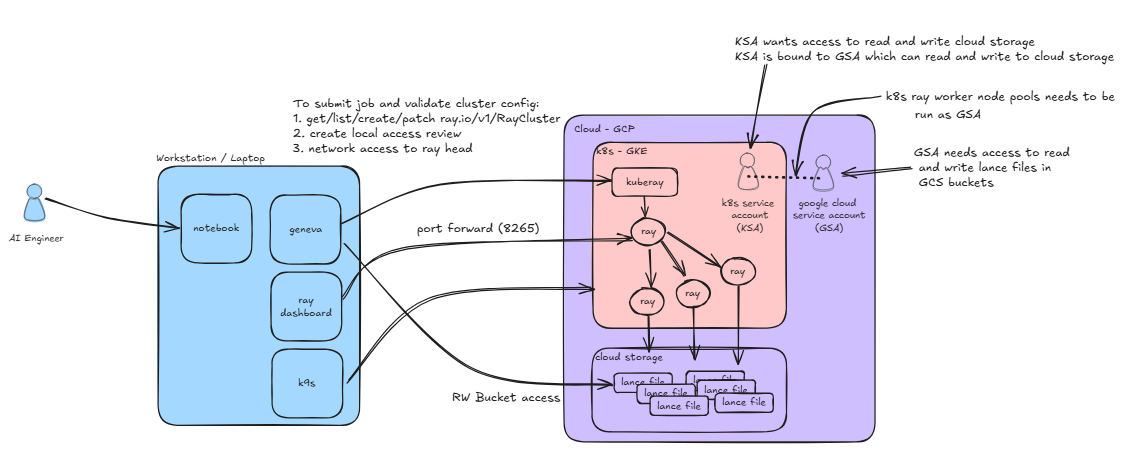 KSA wants access to read and write cloud storage
KSA is bound to GSA which can read and write to cloud storage
k8s ray worker node pools needs to be
run as GSA
To submit job and validate cluster config:
1. get/list/create/patch ray.io/v1/RayCluster
2. create local access review
3. network access to ray head
Cloud - GCP
k8s - GKE
GSA needs access to read
and write lance files in
GCS buckets
Workstation / Laptop
kuberay
k8s service
account
(KSA)
google cloud
service account
(GSA)
AI Engineer
notebook
geneva
port forward (8265)
ray
ray
ray
ray
ray
dashboard
k9s
cloud storage
RW Bucket access
lance file
lance file
lance file
lance file
lance file
lance file